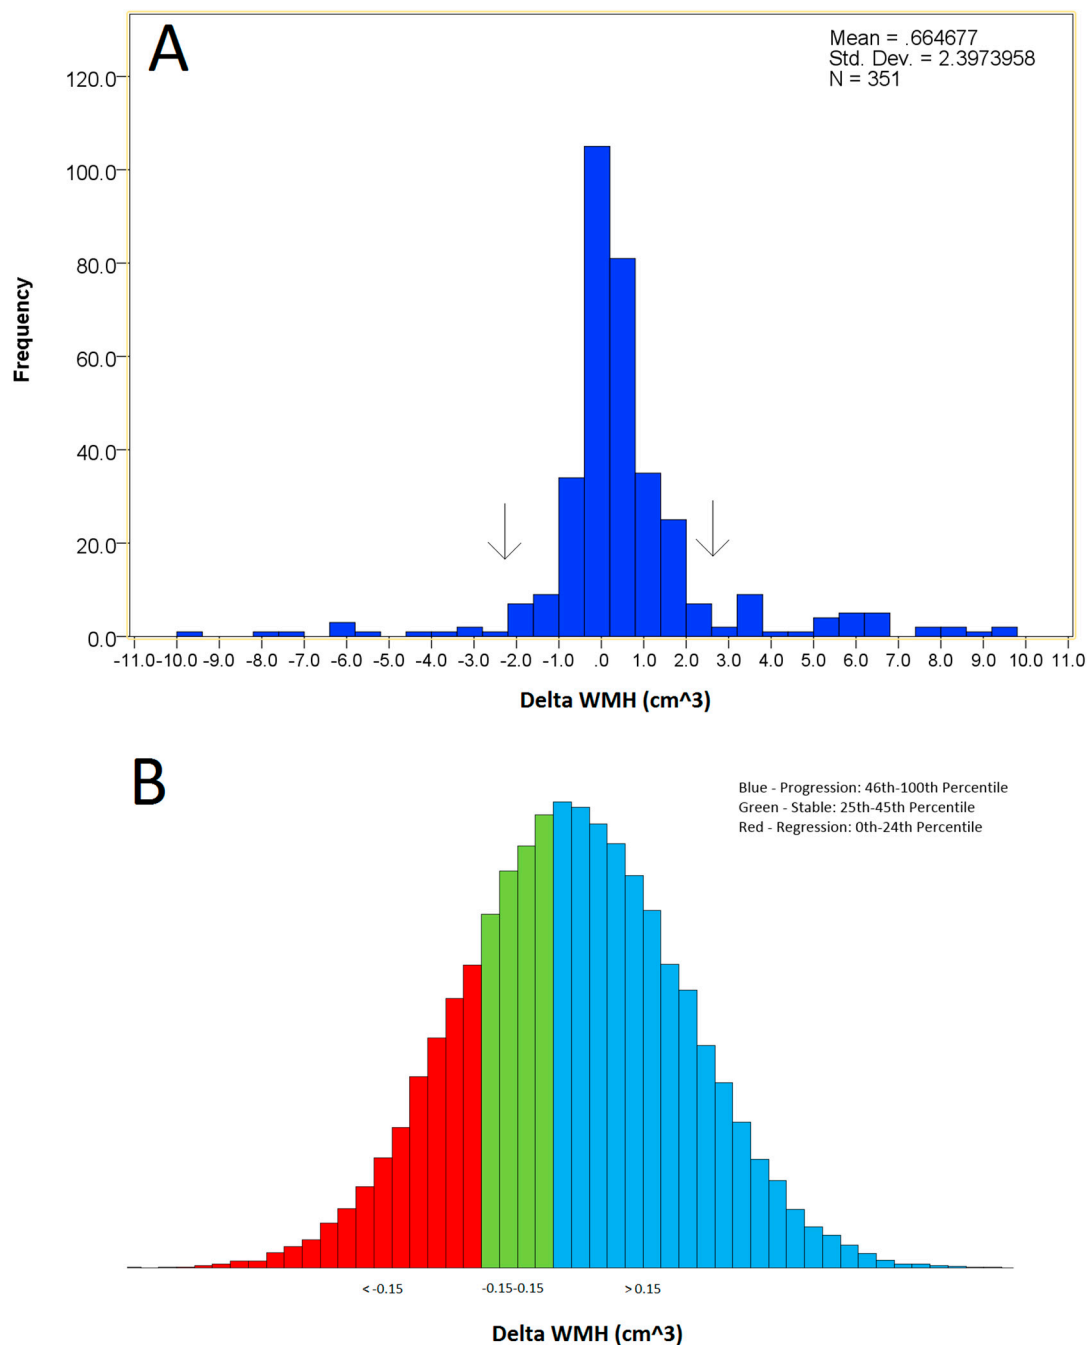 A
Mean = .664677
Std. Dev. = 2.3973958
N = 351
120.0
100.0
80.0
60.0
40.0
20.0
0.0
Frequency
-11.0 -10.0 -9.0 -8.0 -7.0 -6.0 -5.0 -4.0 -3.0 -2.0 -1.0 .0 1.0 2.0 3.0 4.0 5.0 6.0 7.0 8.0 9.0 10.0 11.0
Delta WMH (cm^3)
B
Blue - Progression: 46th-100th Percentile
Green - Stable: 25th-45th Percentile
Red - Regression: 0th-24th Percentile
< -0.15 -0.15-0.15 > 0.15
Delta WMH (cm^3)